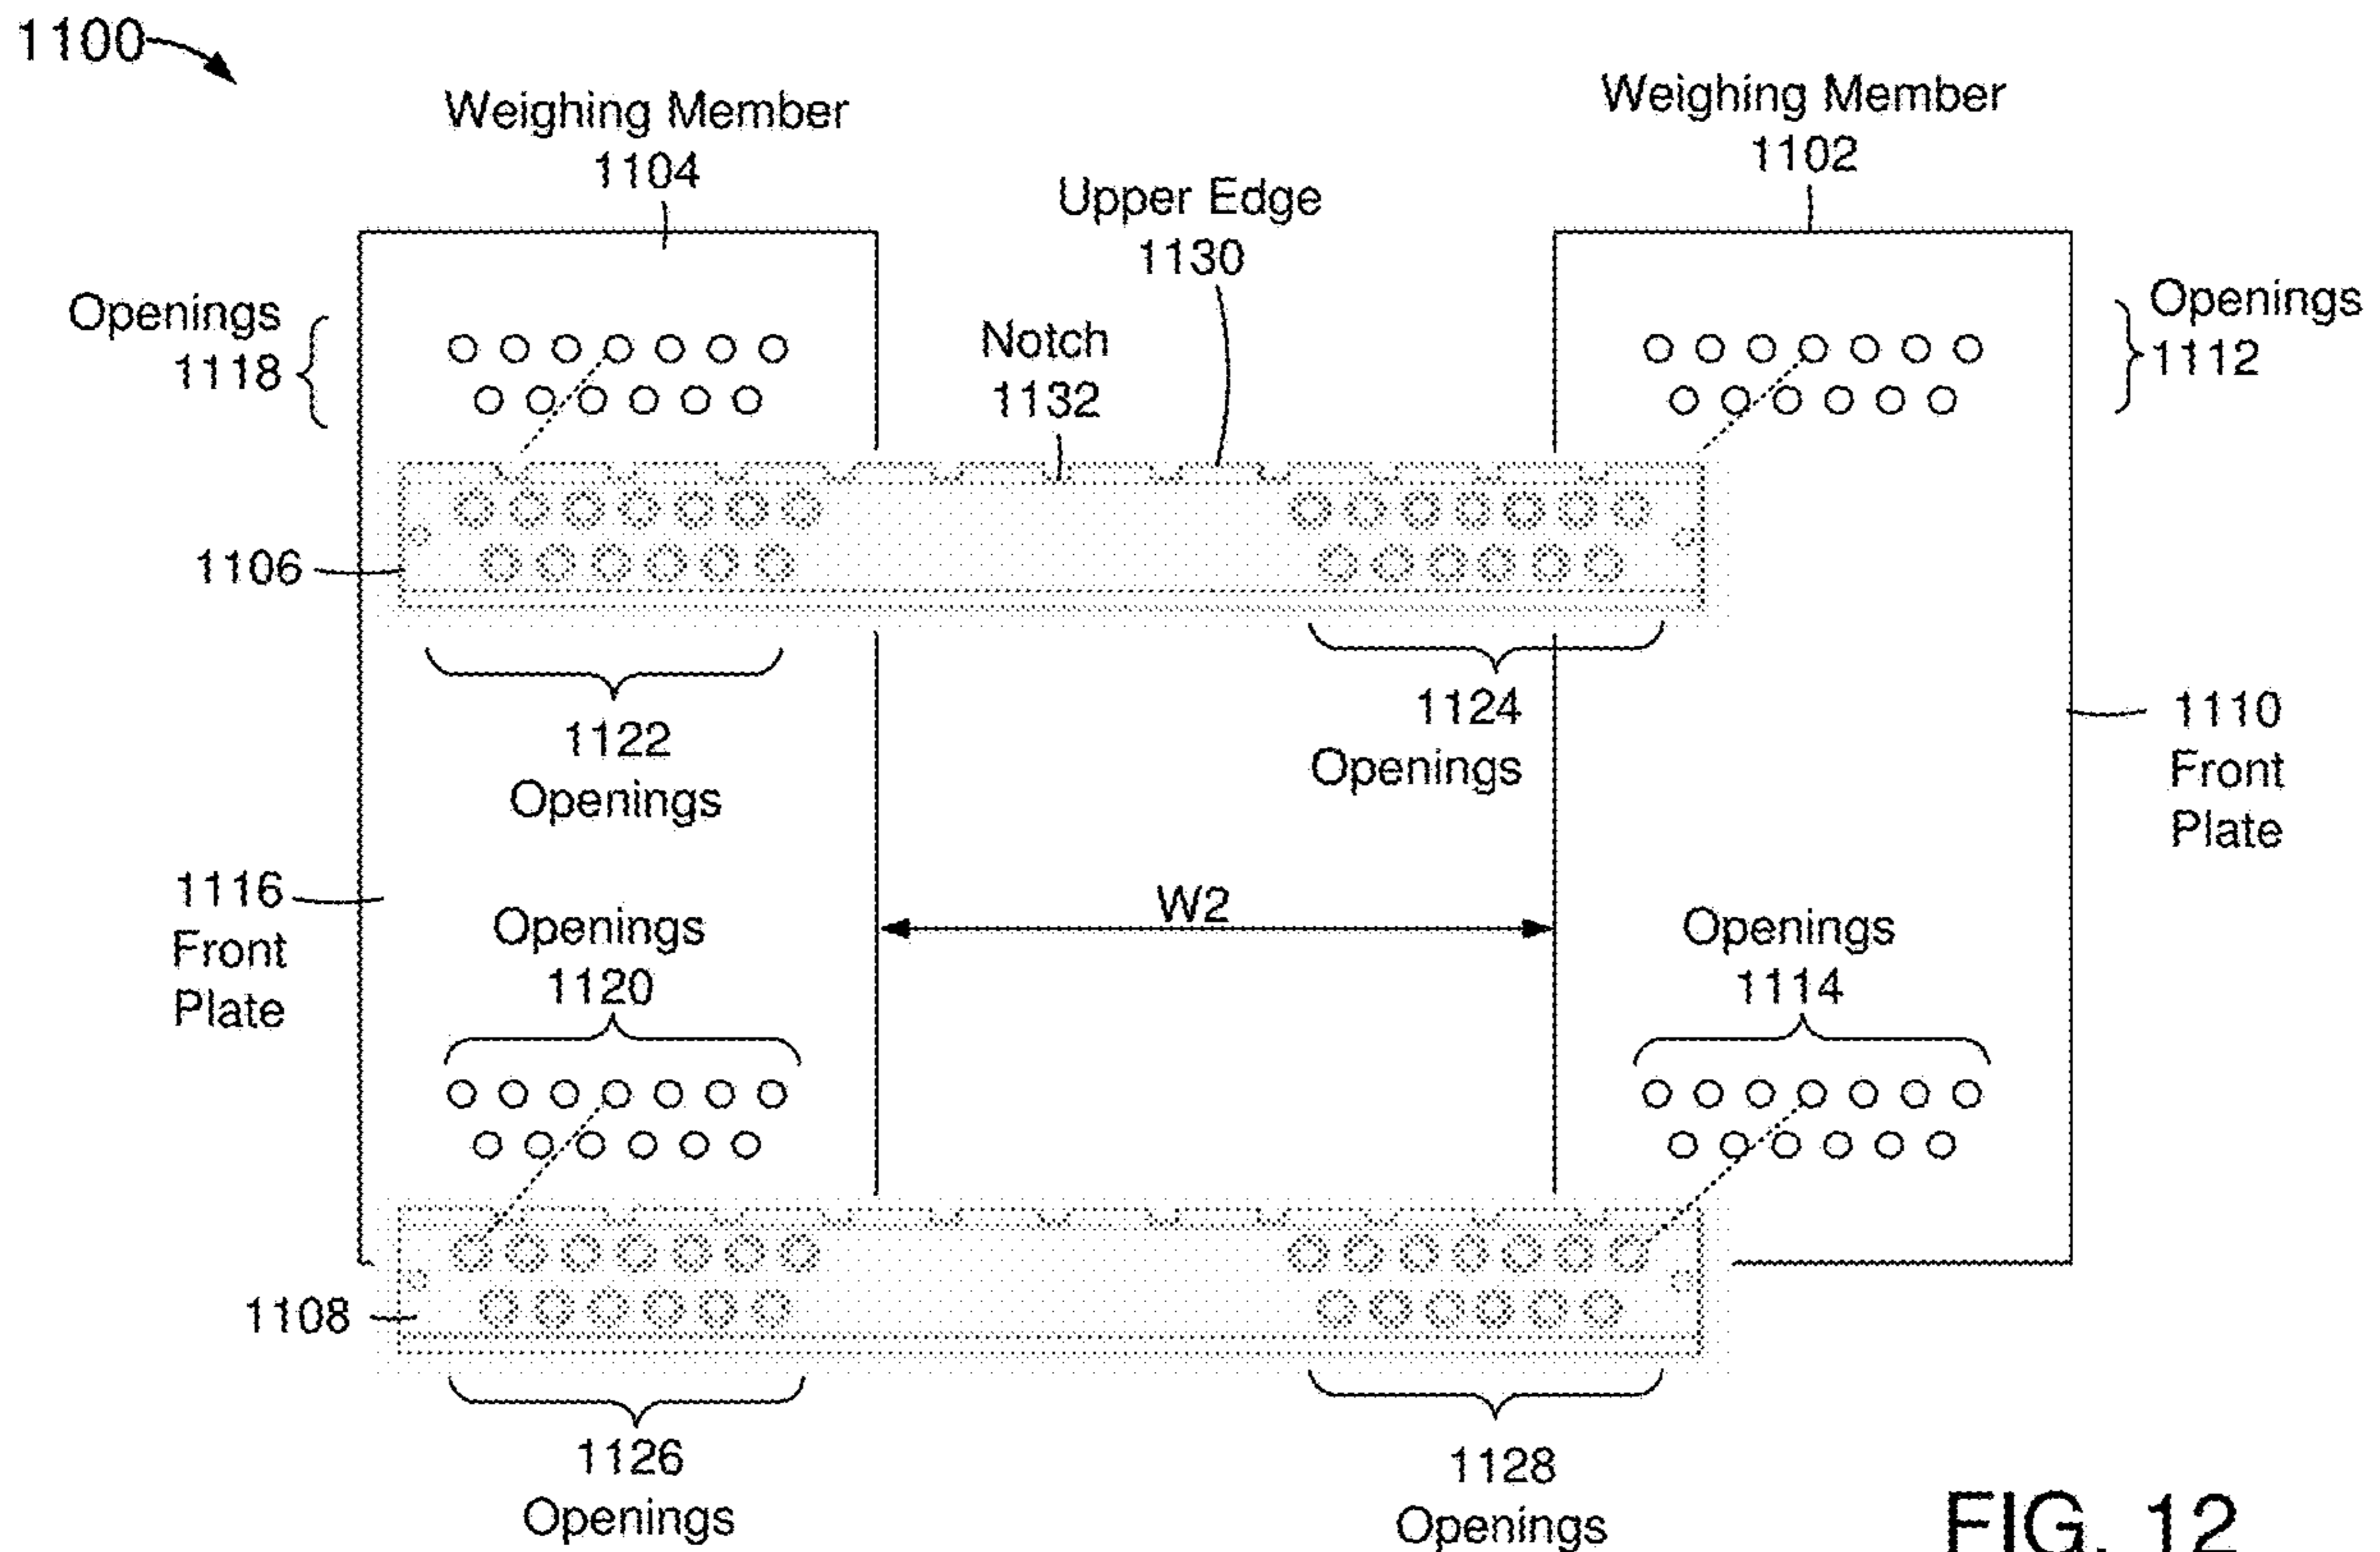 1100
Weighing Member
1104
Weighing Member
1102
Upper Edge
1130
Openings
1118
Notch
1132
Openings
1112
1106
1122
Openings
1124
Openings
1110
Front
Plate
1116
Front
Plate
Openings
1120
W2
Openings
1114
1108
1126
Openings
1128
Openings
FIG. 12